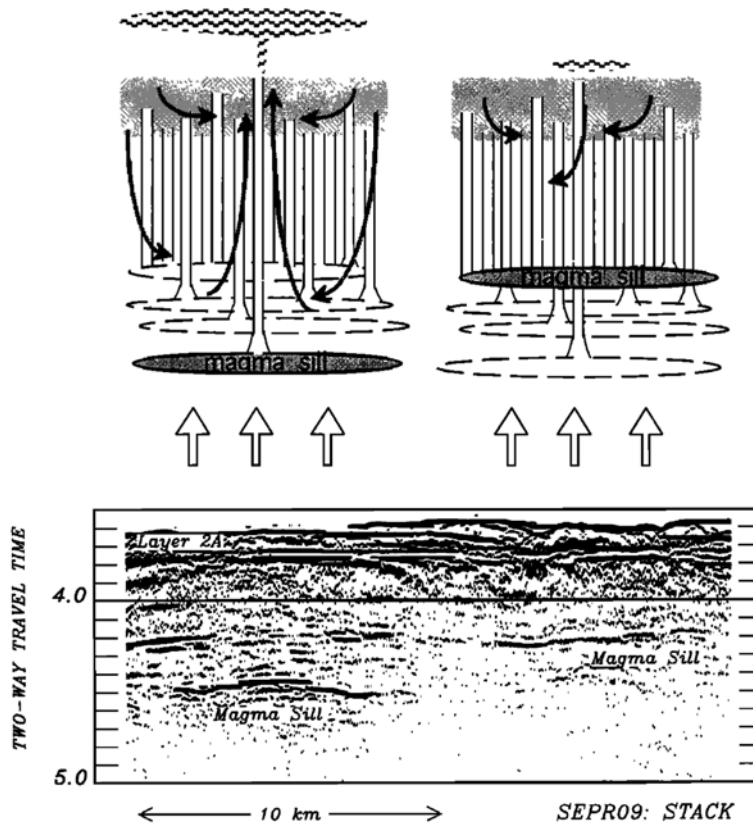 magma sill
magma sill
TWO-WAY TRAVEL TIME
Layer 2A
4.0
Magma Sill
Magma Sill
5.0
10 km
SEPR09: STACK